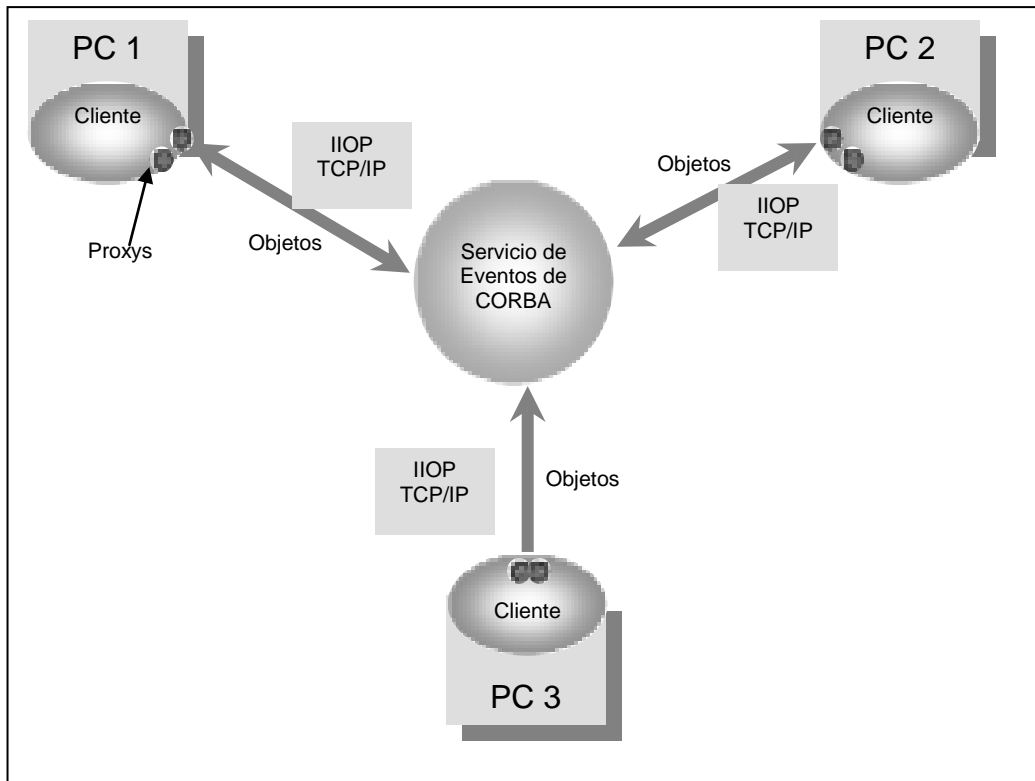 PC 1
PC 2
Cliente
Cliente
IIOP
TCP/IP
Objetos
IIOP
TCP/IP
Proxys
Objetos
Servicio de
Eventos de
CORBA
IIOP
TCP/IP
Objetos
Cliente
PC 3